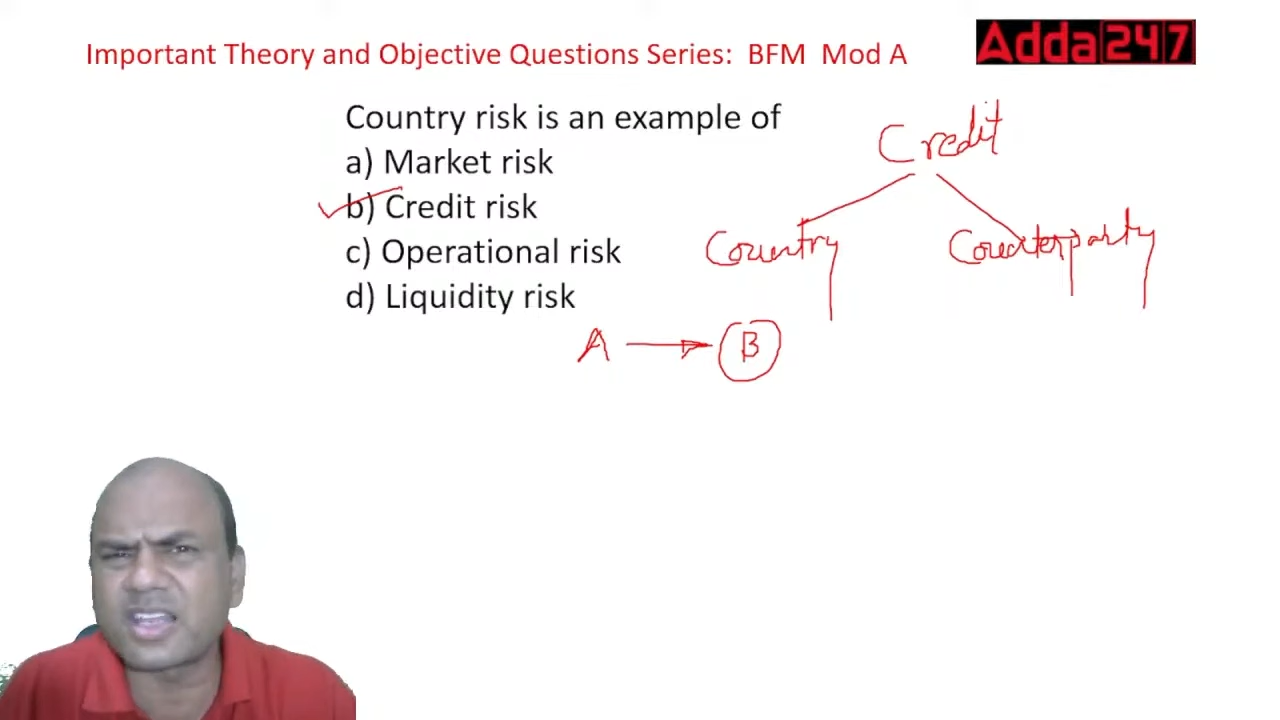 Important Theory and Objective Questions Series: BFM Mod A
Adda247
Country risk is an example of
a) Market risk
b) Credit risk
c) Operational risk
d) Liquidity risk
Credit
Country Counterparty
A B